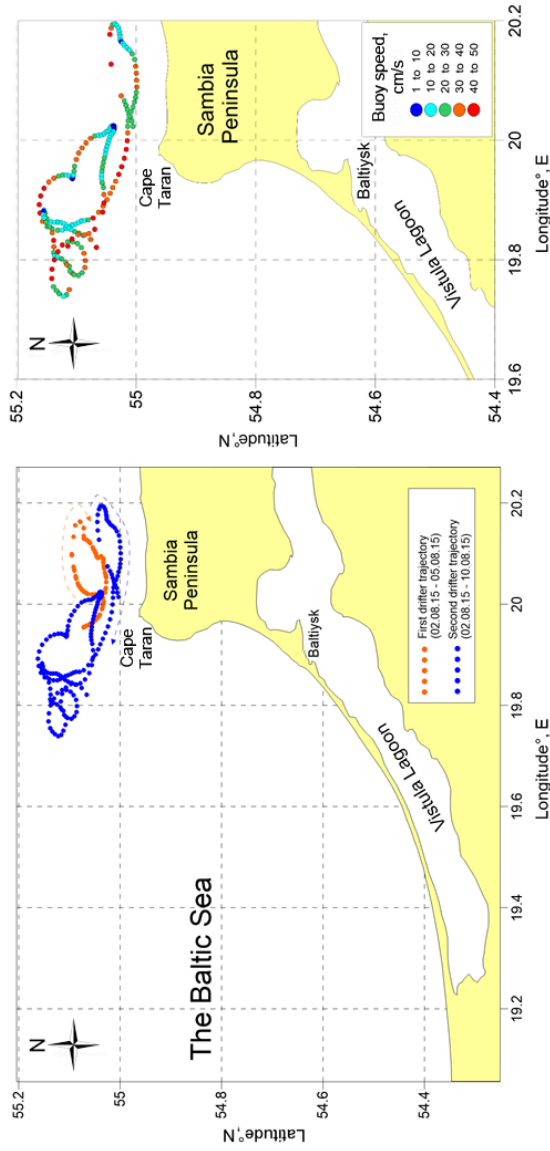 55.2
55
54.8
54.6
54.4
Latitude°,N
N
The Baltic Sea
Cape
Taran
Sambia
Peninsula
Baltiysk
Vistula Lagoon
First drifter trajectory
(02.08.15 - 05.08.15)
Second drifter trajectory
(02.08.15 - 10.08.15)
19.2
19.4
19.6
19.8
20
20.2
Longitude°, E
55.2
55
54.8
54.6
54.4
Latitude°,N
N
Cape
Taran
Sambia
Peninsula
Baltiysk
Vistula Lagoon
Buoy speed,
cm/s
1 to 10
10 to 20
20 to 30
30 to 40
40 to 50
19.6
19.8
20
20.2
Longitude°, E